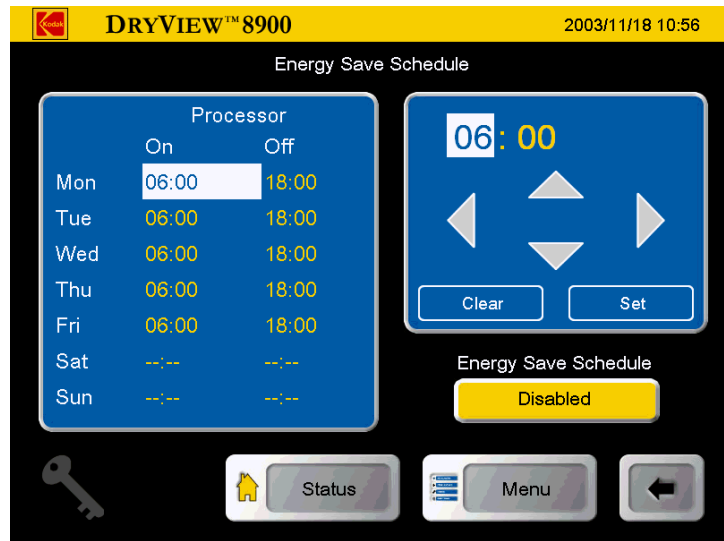 Kodak DRYVIEW™ 8900 2003/11/18 10:56
Energy Save Schedule
Processor
On Off
Mon 06:00 18:00
Tue 06:00 18:00
Wed 06:00 18:00
Thu 06:00 18:00
Fri 06:00 18:00
Sat --:-- --:--
Sun --:-- --:--
06: 00
Clear Set
Energy Save Schedule
Disabled
Status Menu